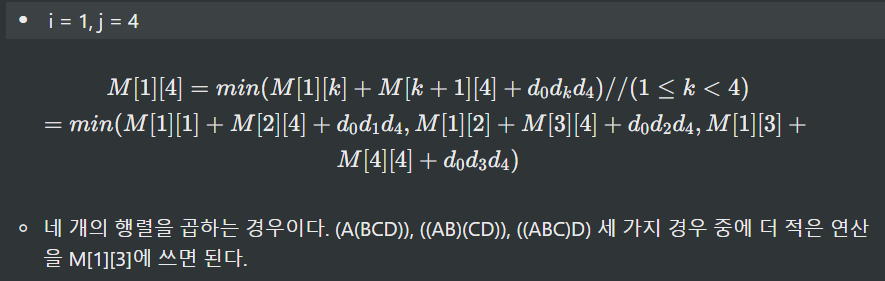 • i = 1, j = 4
M[1][4] = min(M[1][k] + M[k + 1][4] + d₀dₖd₄)//(1 ≤ k < 4)
= min(M[1][1] + M[2][4] + d₀d₁d₄, M[1][2] + M[3][4] + d₀d₂d₄, M[1][3] +
M[4][4] + d₀d₃d₄)
◦ 네 개의 행렬을 곱하는 경우이다. (A(BCD)), ((AB)(CD)), ((ABC)D) 세 가지 경우 중에 더 적은 연산
을 M[1][3]에 쓰면 된다.